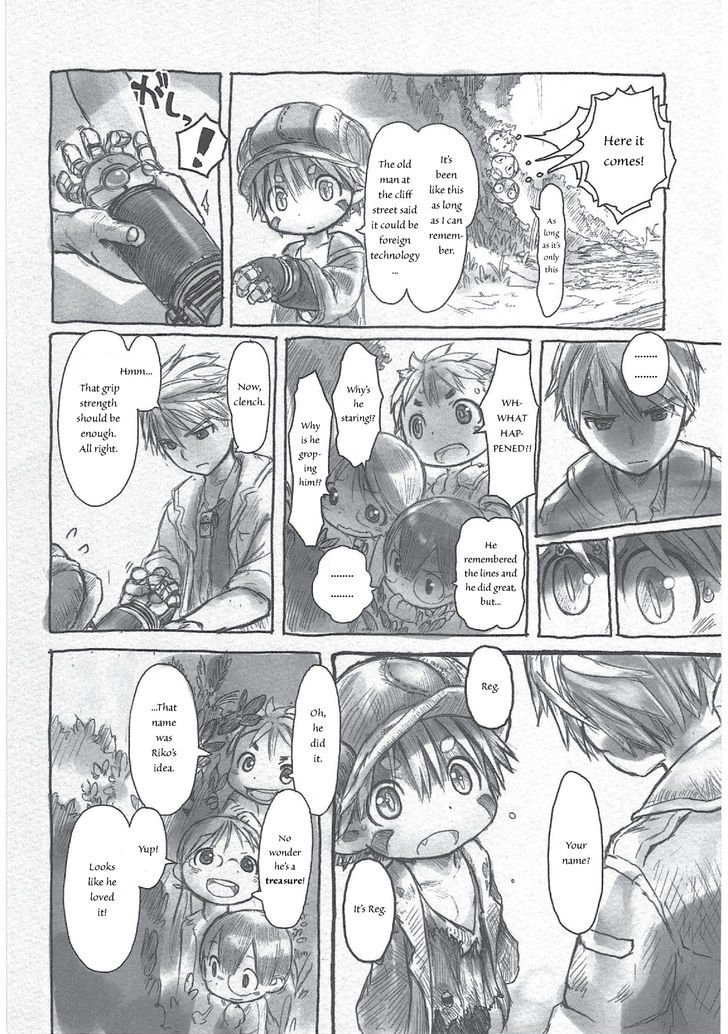 Here it
comes!
As
long
as it's
only
this
...
It's
been
like this
as long
as I can
remem-
ber.
The old
man at
the cliff
street said
it could be
foreign
technology
...
がしっ
!
........
........
WH-
WHAT
HAP-
PENED?!
Why's
he
staring!?
Why
is he
grop-
ing
him!?
He
remembered
the lines and
he did great,
but...
........
........
Now,
clench.
Hmm...
That grip
strength
should be
enough.
All right.
Your
name?
Reg.
It's Reg.
Oh,
he
did it.
...That
name
was
Riko's
idea.
No
wonder
he's a
treasure!
Yup!
Looks
like he
loved
it!